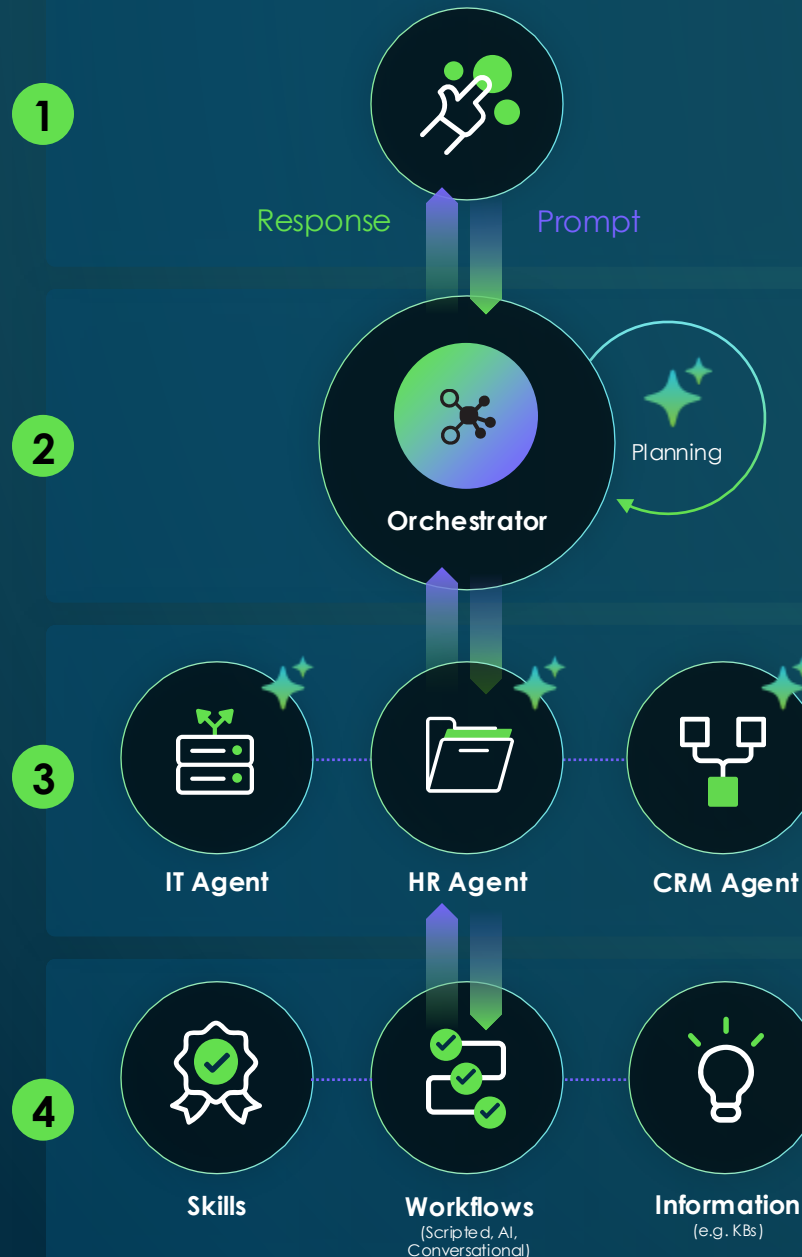 1
Response
Prompt
2
Planning
Orchestrator
3
IT Agent
HR Agent
CRM Agent
4
Skills
Workflows
(Scripted, AI,
Conversational)
Information
(e.g. KBs)